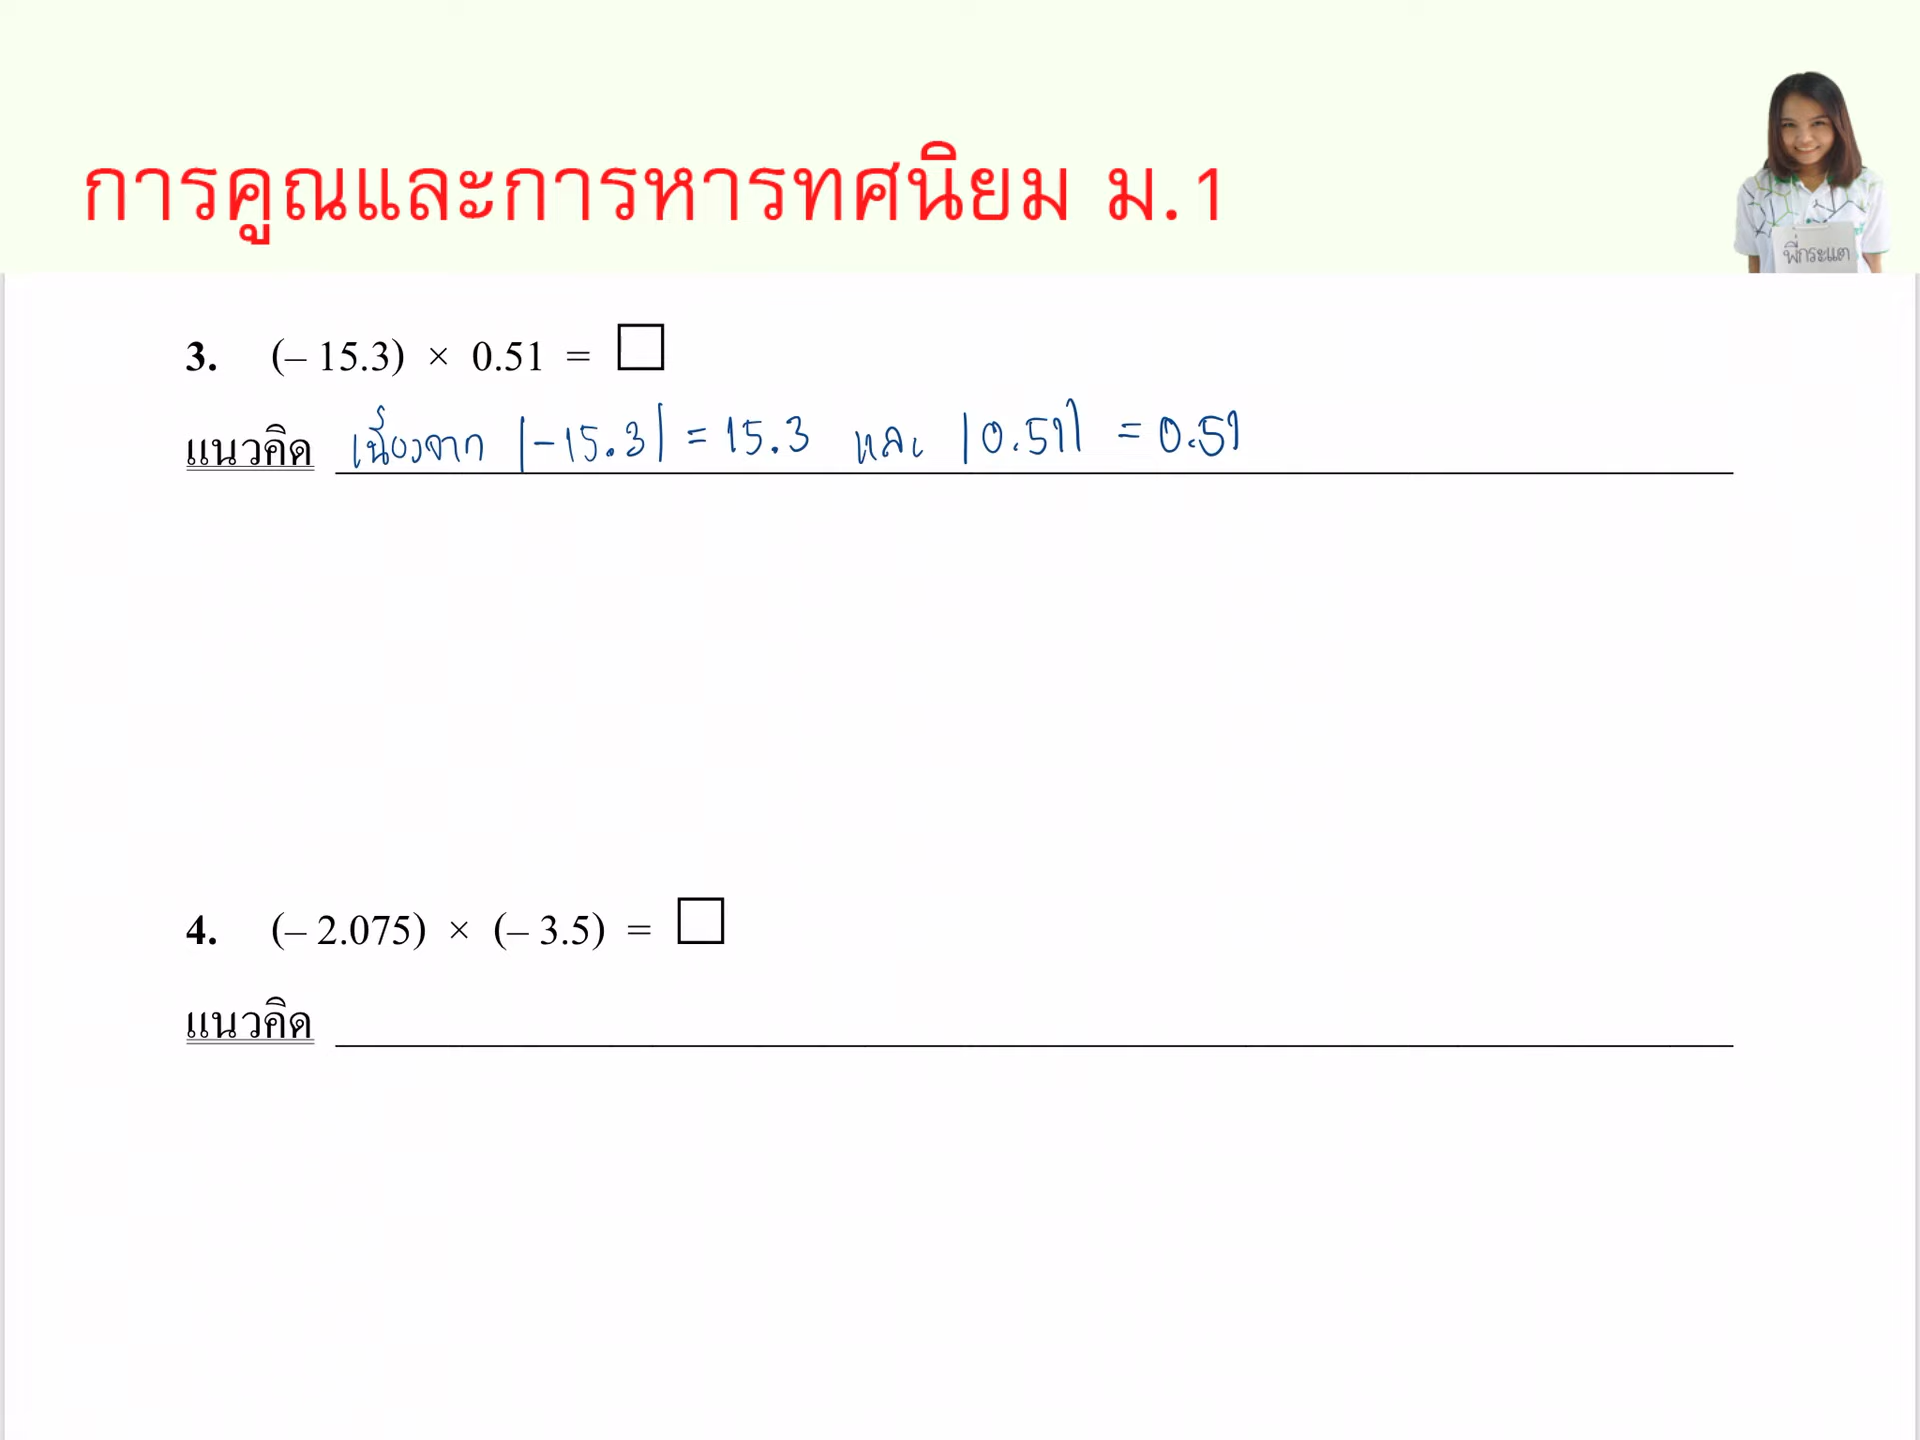 การคูณและการหารทศนิยม ม.1
พี่กระแต
3. (– 15.3) × 0.51 = □
แนวคิด เนื่องจาก |-15.3| = 15.3 และ |0.51| = 0.51
4. (– 2.075) × (– 3.5) = □
แนวคิด